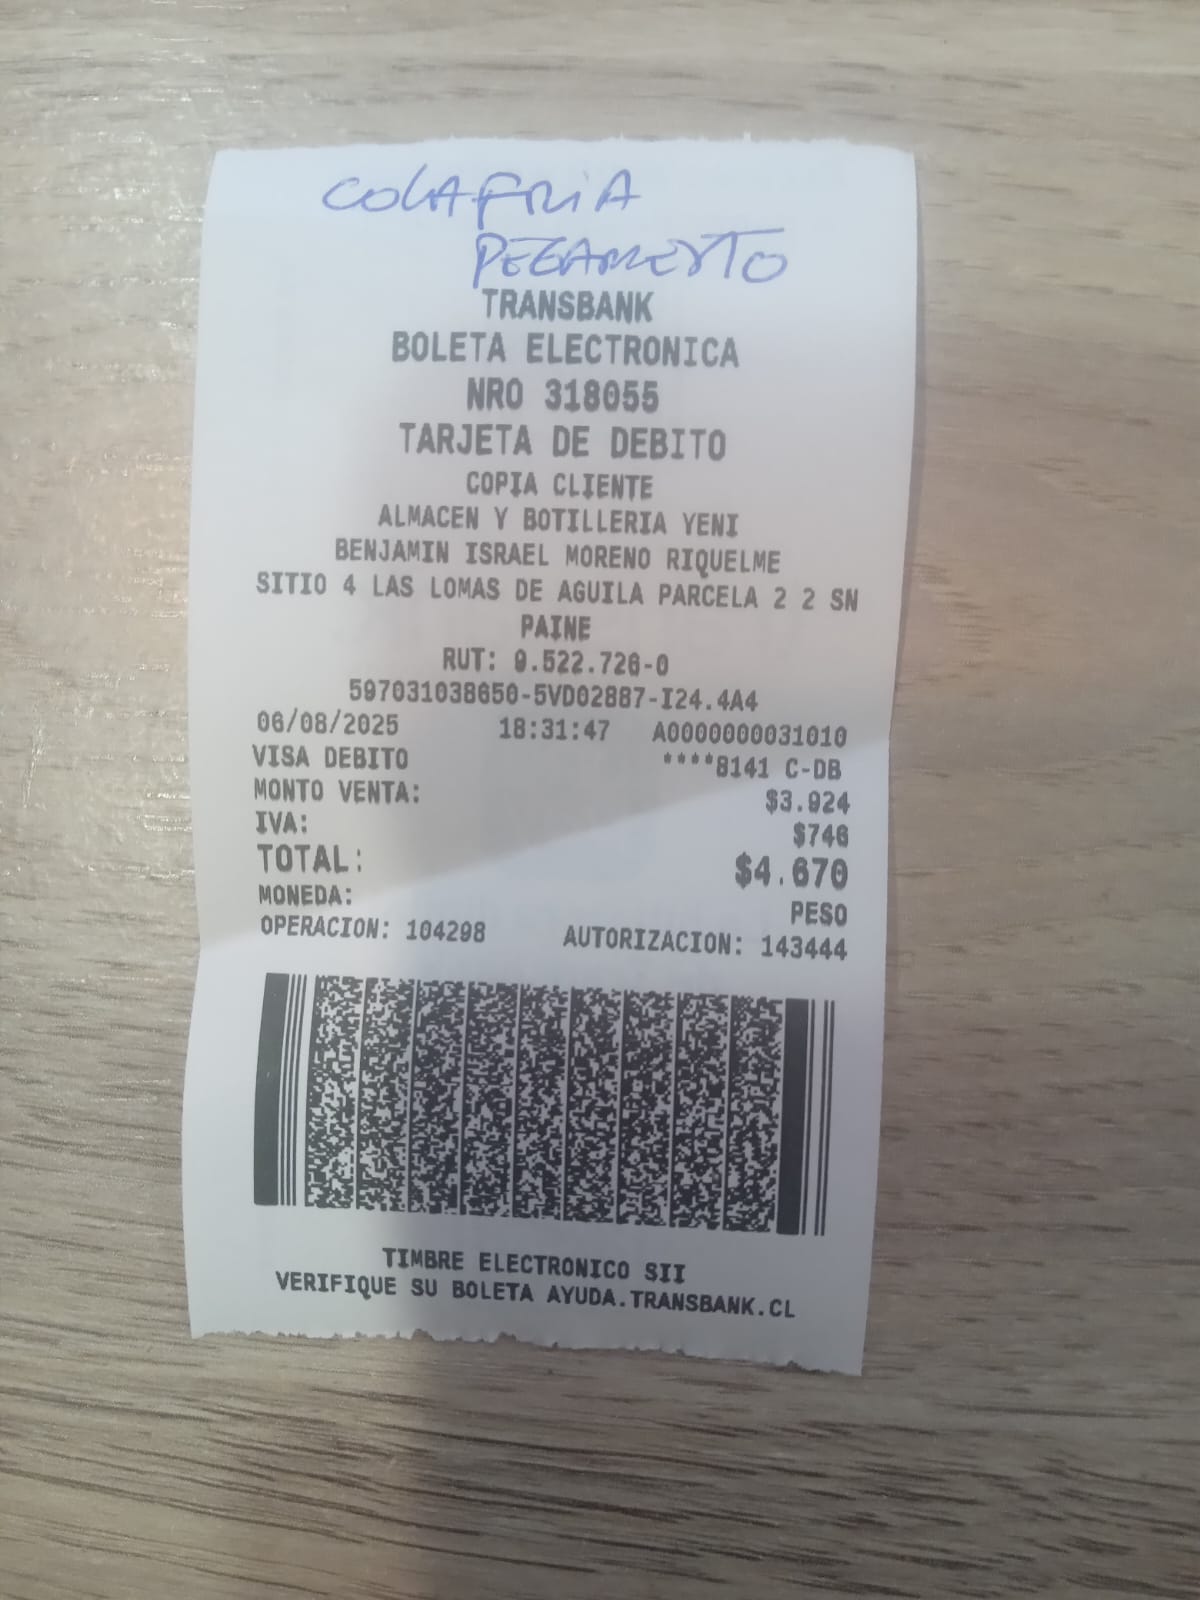 COLAFRIA
PEGAMENTO
TRANSBANK
BOLETA ELECTRONICA
NRO 318055
TARJETA DE DEBITO
COPIA CLIENTE
ALMACEN Y BOTILLERIA YENI
BENJAMIN ISRAEL MORENO RIQUELME
SITIO 4 LAS LOMAS DE AGUILA PARCELA 2 2 SN
PAINE
RUT: 9.522.726-0
597031038650-5VD02887-I24.4A4
06/08/2025 18:31:47 A0000000031010
VISA DEBITO ****8141 C-DB
MONTO VENTA: $3.924
IVA: $746
TOTAL: $4.670
MONEDA: PESO
OPERACION: 104298 AUTORIZACION: 143444
TIMBRE ELECTRONICO SII
VERIFIQUE SU BOLETA AYUDA.TRANSBANK.CL